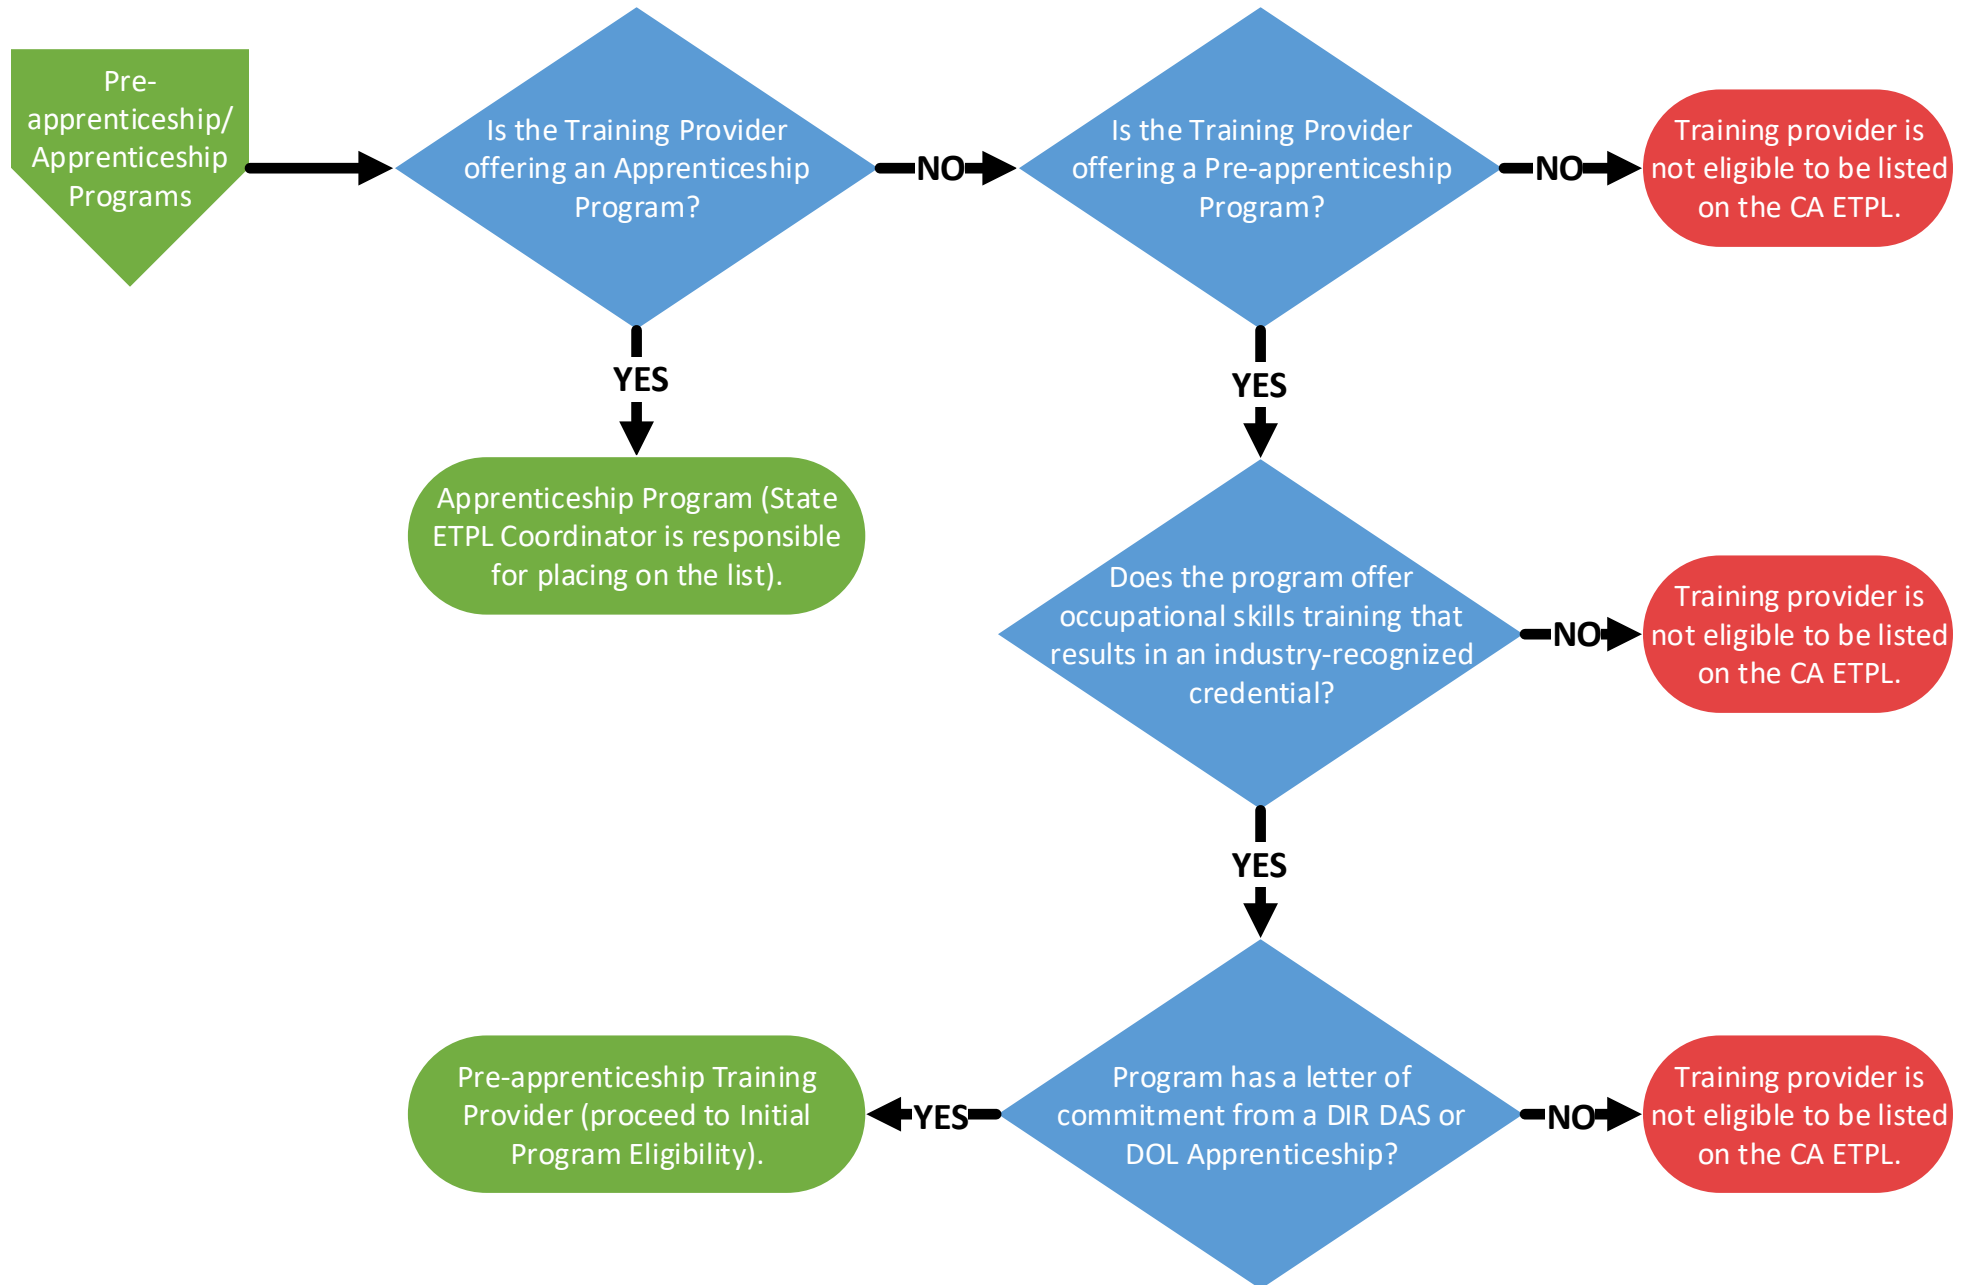 Pre-
apprenticeship/
Apprenticeship
Programs
Is the Training Provider
offering an Apprenticeship
Program?
NO
Is the Training Provider
offering a Pre-apprenticeship
Program?
NO
Training provider is
not eligible to be listed
on the CA ETPL.
YES
YES
Apprenticeship Program (State
ETPL Coordinator is responsible
for placing on the list).
Does the program offer
occupational skills training that
results in an industry-recognized
credential?
NO
Training provider is
not eligible to be listed
on the CA ETPL.
YES
Program has a letter of
commitment from a DIR DAS or
DOL Apprenticeship?
YES
Pre-apprenticeship Training
Provider (proceed to Initial
Program Eligibility).
NO
Training provider is
not eligible to be listed
on the CA ETPL.